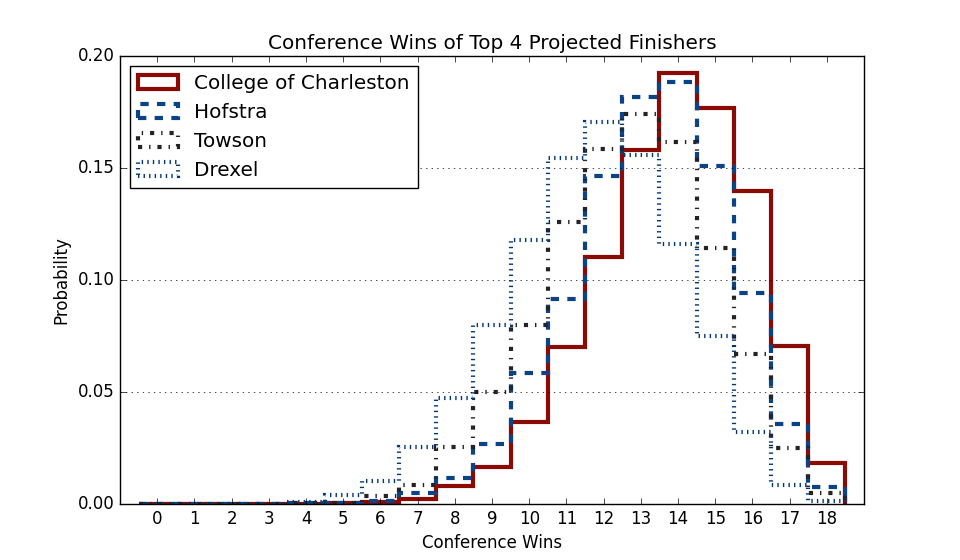 Conference Wins of Top 4 Projected Finishers
0.20
0.15
0.10
0.05
0.00
Probability
College of Charleston
Hofstra
Towson
Drexel
0 1 2 3 4 5 6 7 8 9 10 11 12 13 14 15 16 17 18
Conference Wins